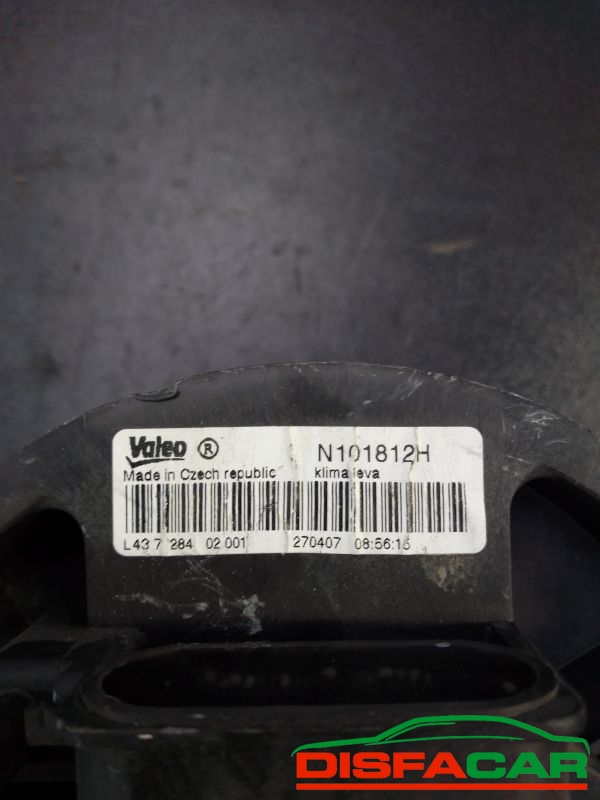 Valeo ® N101812H
Made in Czech republic klima leva
L43 7 284 02 001 270407 08:56:15
DISFACAR